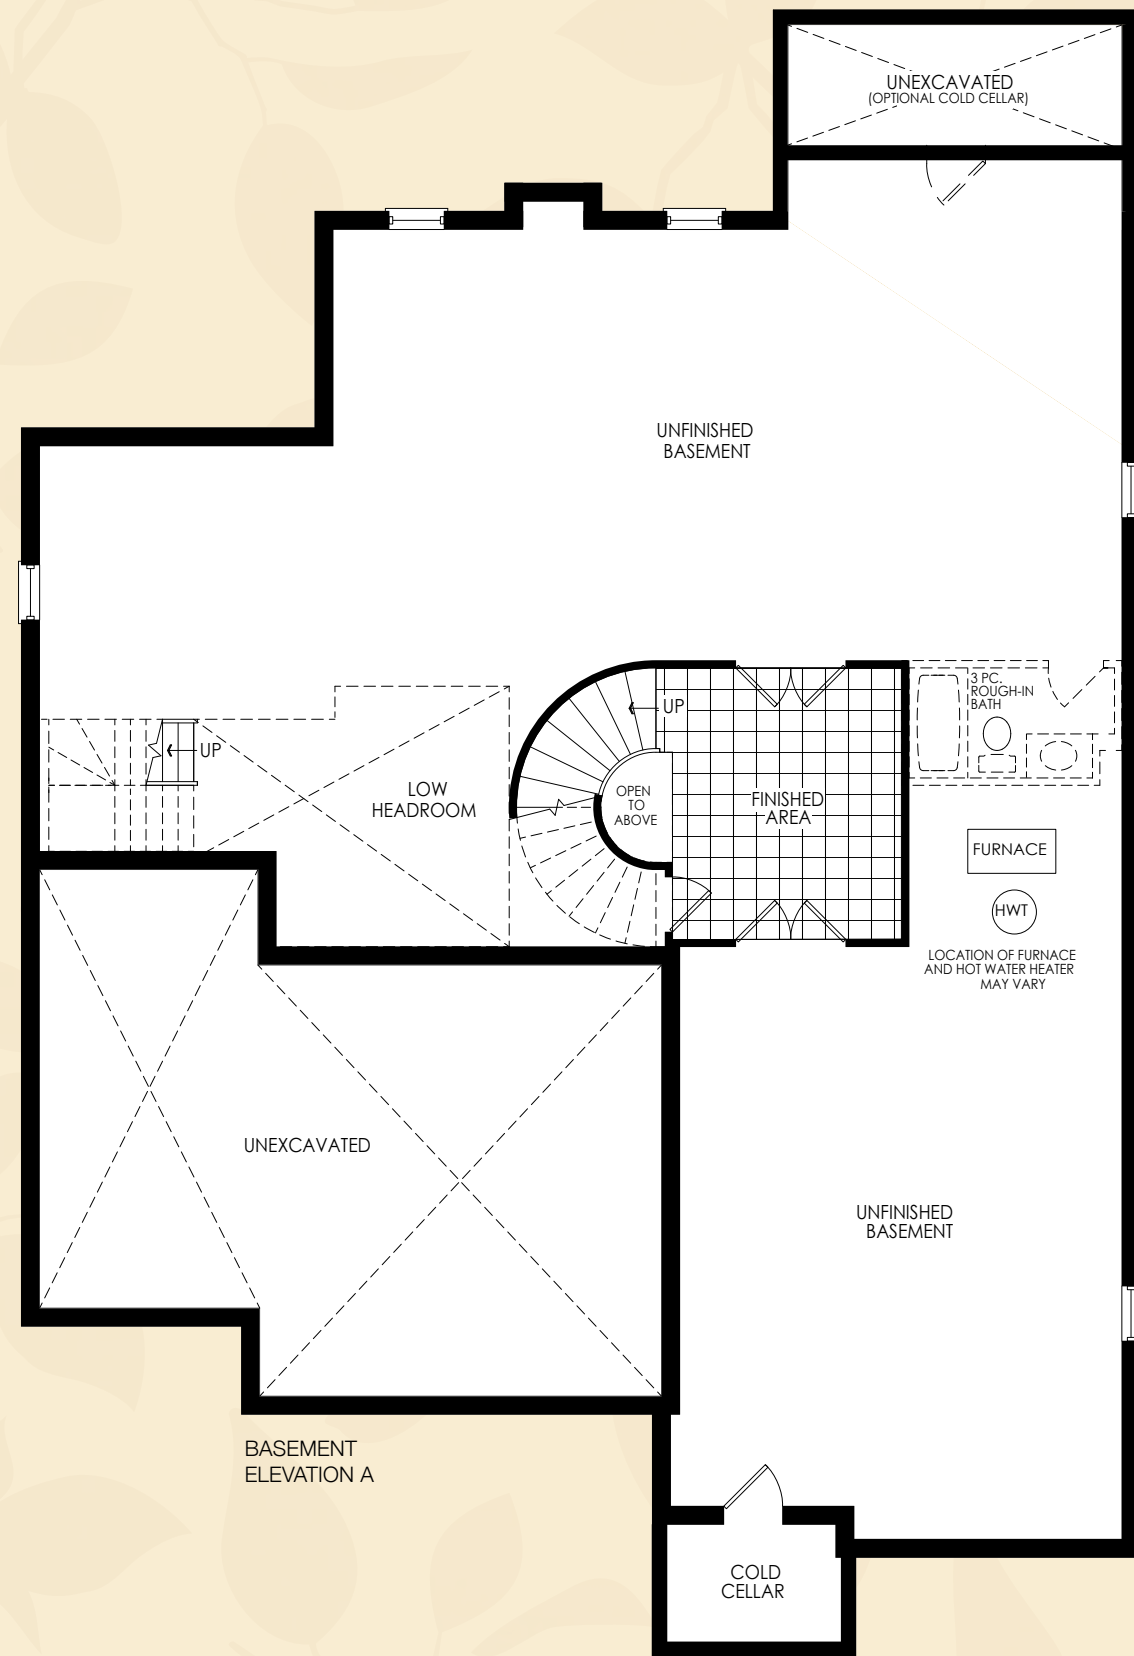 UNEXCAVATED
(OPTIONAL COLD CELLAR)
UNFINISHED
BASEMENT
3 PC.
ROUGH-IN
BATH
UP
UP
LOW
HEADROOM
OPEN
TO
ABOVE
FINISHED
AREA
FURNACE
HWT
LOCATION OF FURNACE
AND HOT WATER HEATER
MAY VARY
UNEXCAVATED
UNFINISHED
BASEMENT
BASEMENT
ELEVATION A
COLD
CELLAR